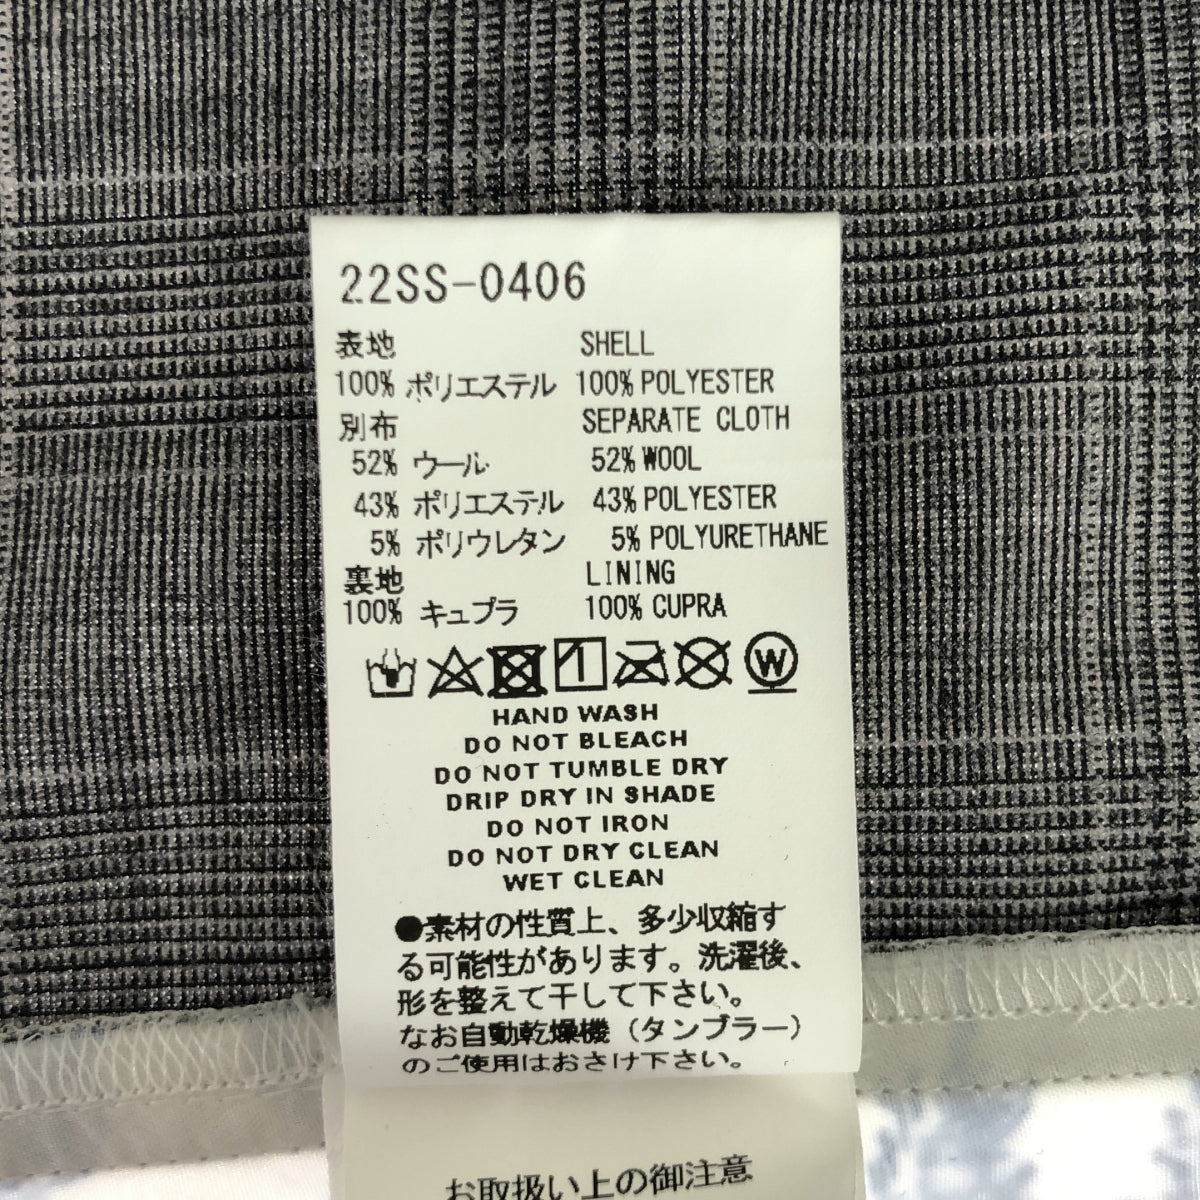 22SS-0406
表地 SHELL
100% ポリエステル 100% POLYESTER
別布 SEPARATE CLOTH
52% ウール 52% WOOL
43% ポリエステル 43% POLYESTER
5% ポリウレタン 5% POLYURETHANE
裏地 LINING
100% キュプラ 100% CUPRA
W
HAND WASH
DO NOT BLEACH
DO NOT TUMBLE DRY
DRIP DRY IN SHADE
DO NOT IRON
DO NOT DRY CLEAN
WET CLEAN
●素材の性質上、多少収縮す
る可能性があります。洗濯後、
形を整えて干して下さい。
なお自動乾燥機(タンブラー)
のご使用はおさけ下さい。
お取扱い上の御注意